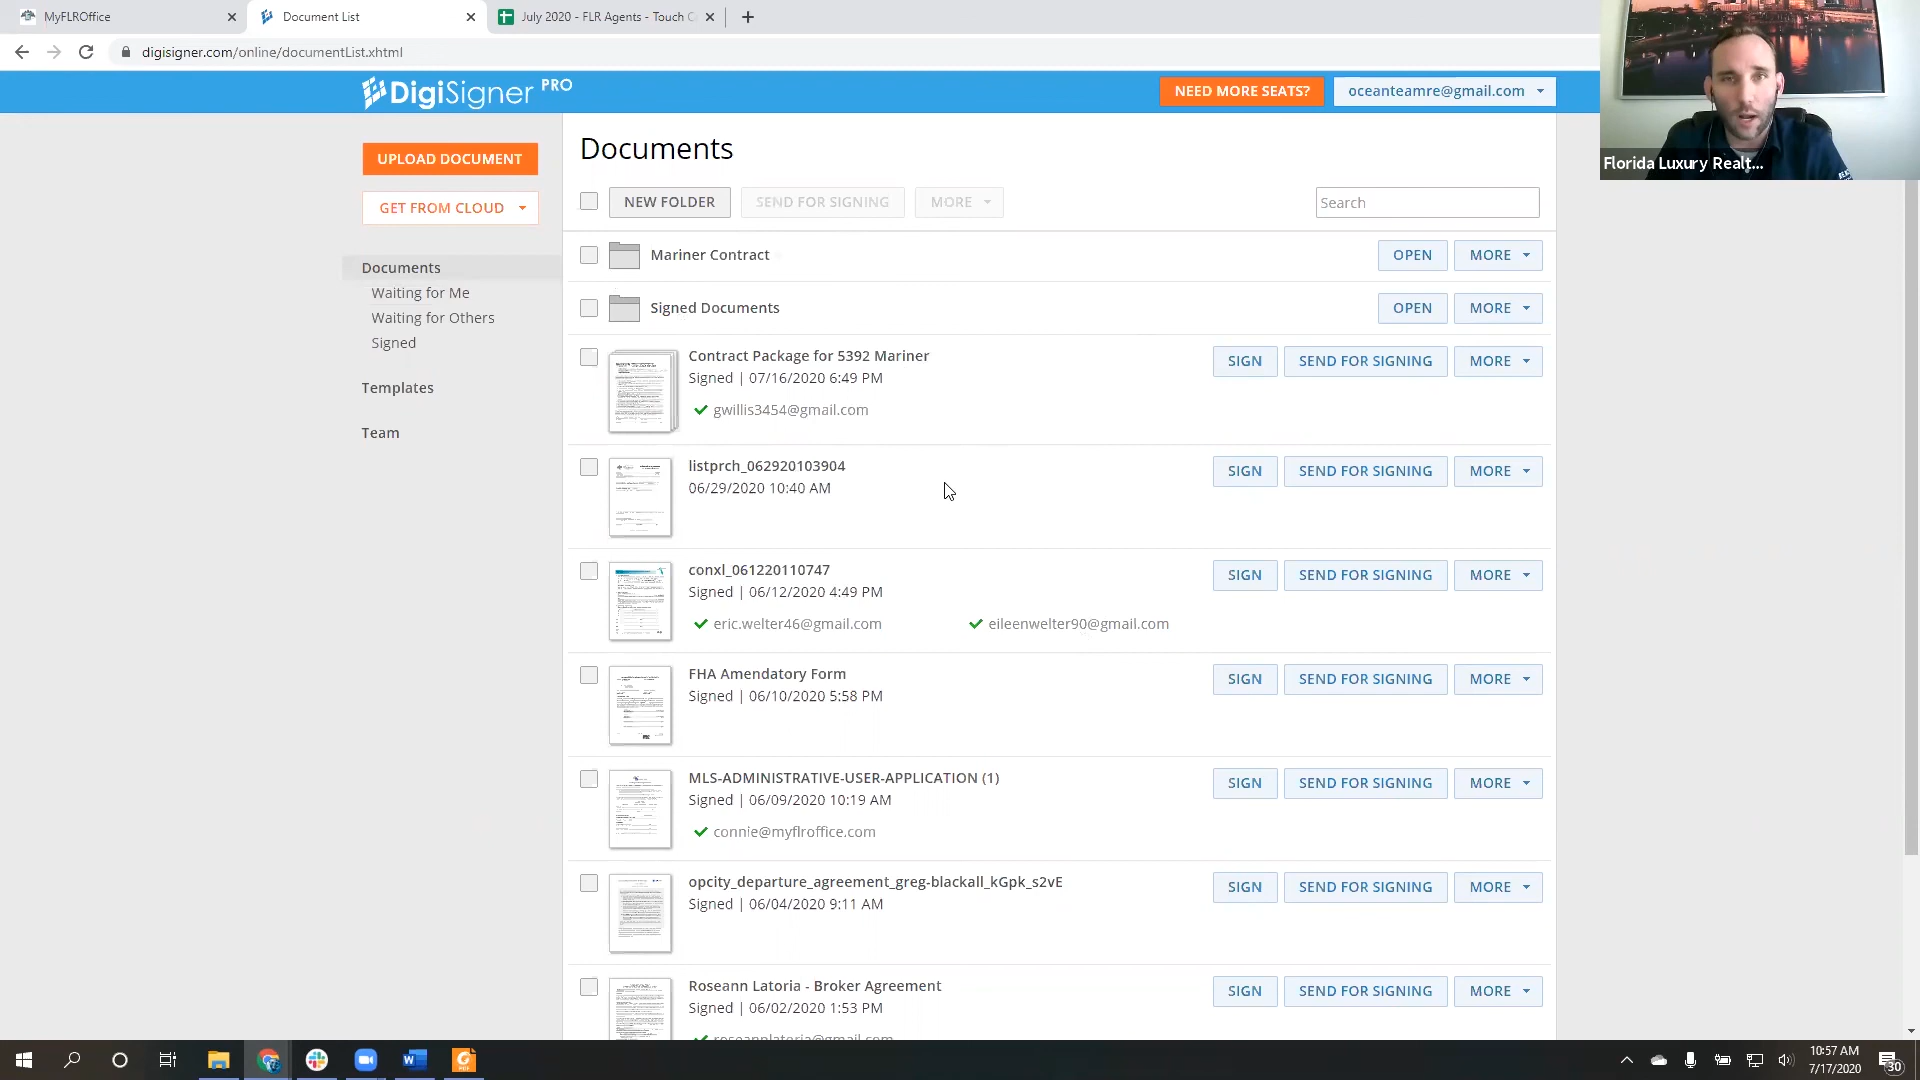 MyFLROffice
Document List
July 2020 - FLR Agents - Touch C
digisigner.com/online/documentList.xhtml
DigiSigner PRO
NEED MORE SEATS?
oceanteamre@gmail.com
Florida Luxury Realt...
UPLOAD DOCUMENT
GET FROM CLOUD
Documents
Waiting for Me
Waiting for Others
Signed
Templates
Team
Documents
NEW FOLDER
SEND FOR SIGNING
MORE
Search
Mariner Contract
OPEN
MORE
Signed Documents
OPEN
MORE
Contract Package for 5392 Mariner
Signed | 07/16/2020 6:49 PM
gwillis3454@gmail.com
SIGN
SEND FOR SIGNING
MORE
listprch_062920103904
06/29/2020 10:40 AM
SIGN
SEND FOR SIGNING
MORE
conxl_061220110747
Signed | 06/12/2020 4:49 PM
eric.welter46@gmail.com
eileenwelter90@gmail.com
SIGN
SEND FOR SIGNING
MORE
FHA Amendatory Form
Signed | 06/10/2020 5:58 PM
SIGN
SEND FOR SIGNING
MORE
MLS-ADMINISTRATIVE-USER-APPLICATION (1)
Signed | 06/09/2020 10:19 AM
connie@myflroffice.com
SIGN
SEND FOR SIGNING
MORE
opcity_departure_agreement_greg-blackall_kGpk_s2vE
Signed | 06/04/2020 9:11 AM
SIGN
SEND FOR SIGNING
MORE
Roseann Latoria - Broker Agreement
Signed | 06/02/2020 1:53 PM
roseannlatoria@gmail.com
SIGN
SEND FOR SIGNING
MORE
10:57 AM
7/17/2020
30